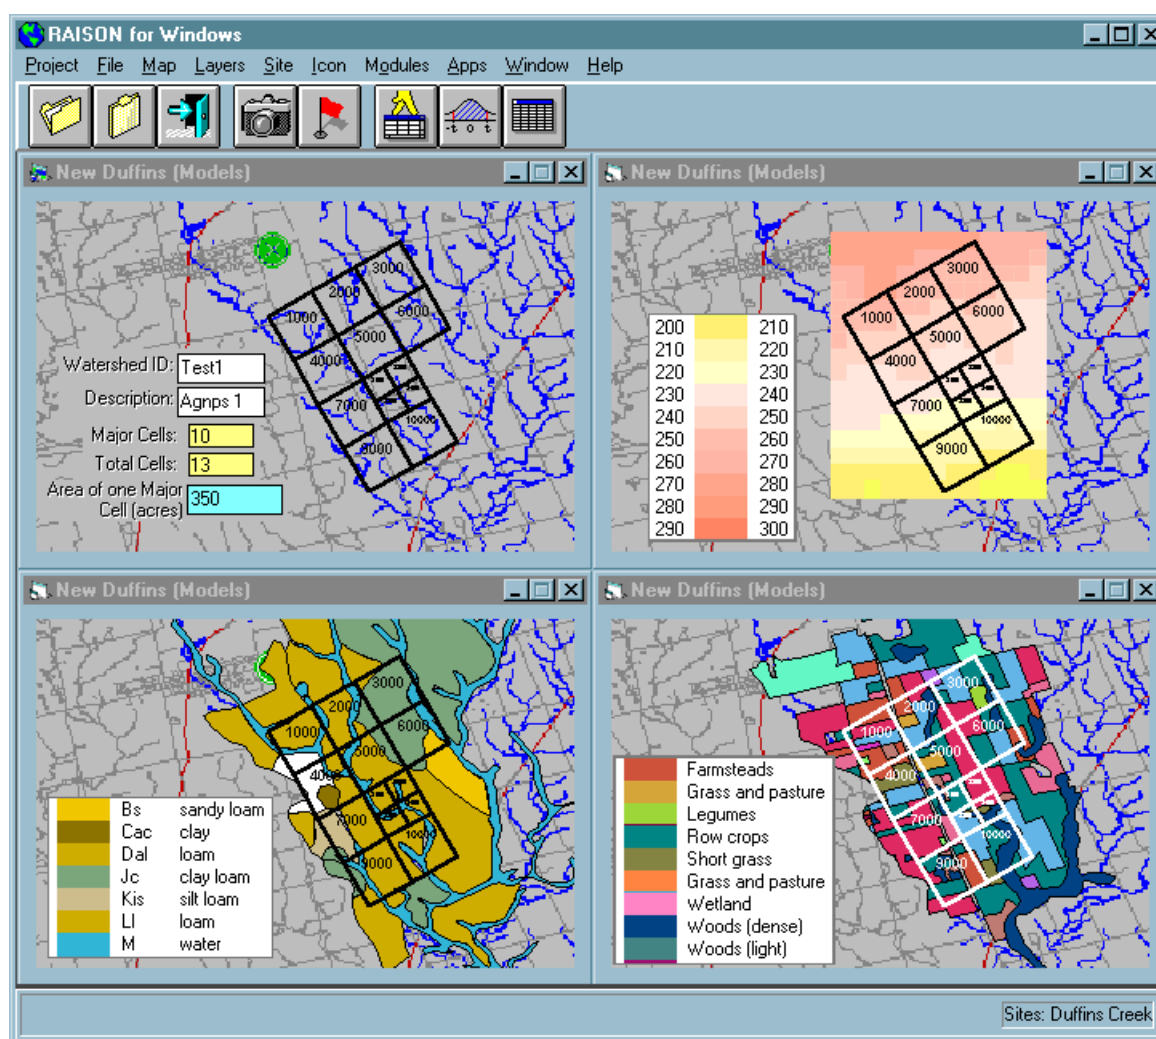 RAISON for Windows
Project File Map Layers Site Icon Modules Apps Window Help
-t o t
New Duffins (Models)
3000
2000
1000
6000
5000
4000
7000
9000
10000
Watershed ID: Test1
Description: Agnps 1
Major Cells: 10
Total Cells: 13
Area of one Major
Cell (acres) 350
New Duffins (Models)
3000
2000
1000
6000
5000
4000
7000
10000
9000
200 210
210 220
220 230
230 240
240 250
250 260
260 270
270 280
280 290
290 300
New Duffins (Models)
3000
2000
1000
6000
5000
4000
7000
10000
9000
Bs sandy loam
Cac clay
Dal loam
Jc clay loam
Kis silt loam
Ll loam
M water
New Duffins (Models)
3000
2000
1000
6000
5000
4000
7000
10000
9000
Farmsteads
Grass and pasture
Legumes
Row crops
Short grass
Grass and pasture
Wetland
Woods (dense)
Woods (light)
Sites: Duffins Creek